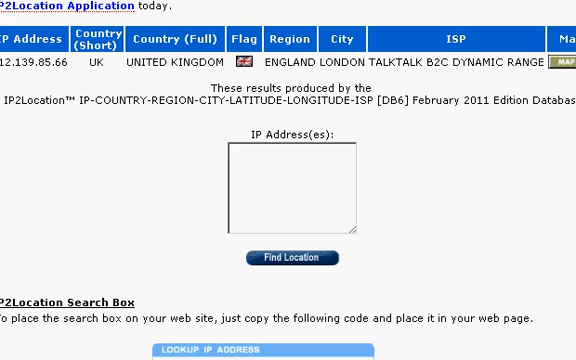 P2Location Application today.
IP Address Country (Short) Country (Full) Flag Region City ISP Ma
12.139.85.66 UK UNITED KINGDOM ENGLAND LONDON TALKTALK B2C DYNAMIC RANGE MAP
These results produced by the
IP2Location™ IP-COUNTRY-REGION-CITY-LATITUDE-LONGITUDE-ISP [DB6] February 2011 Edition Databas
IP Address(es):
Find Location
P2Location Search Box
To place the search box on your web site, just copy the following code and place it in your web page.
LOOKUP IP ADDRESS